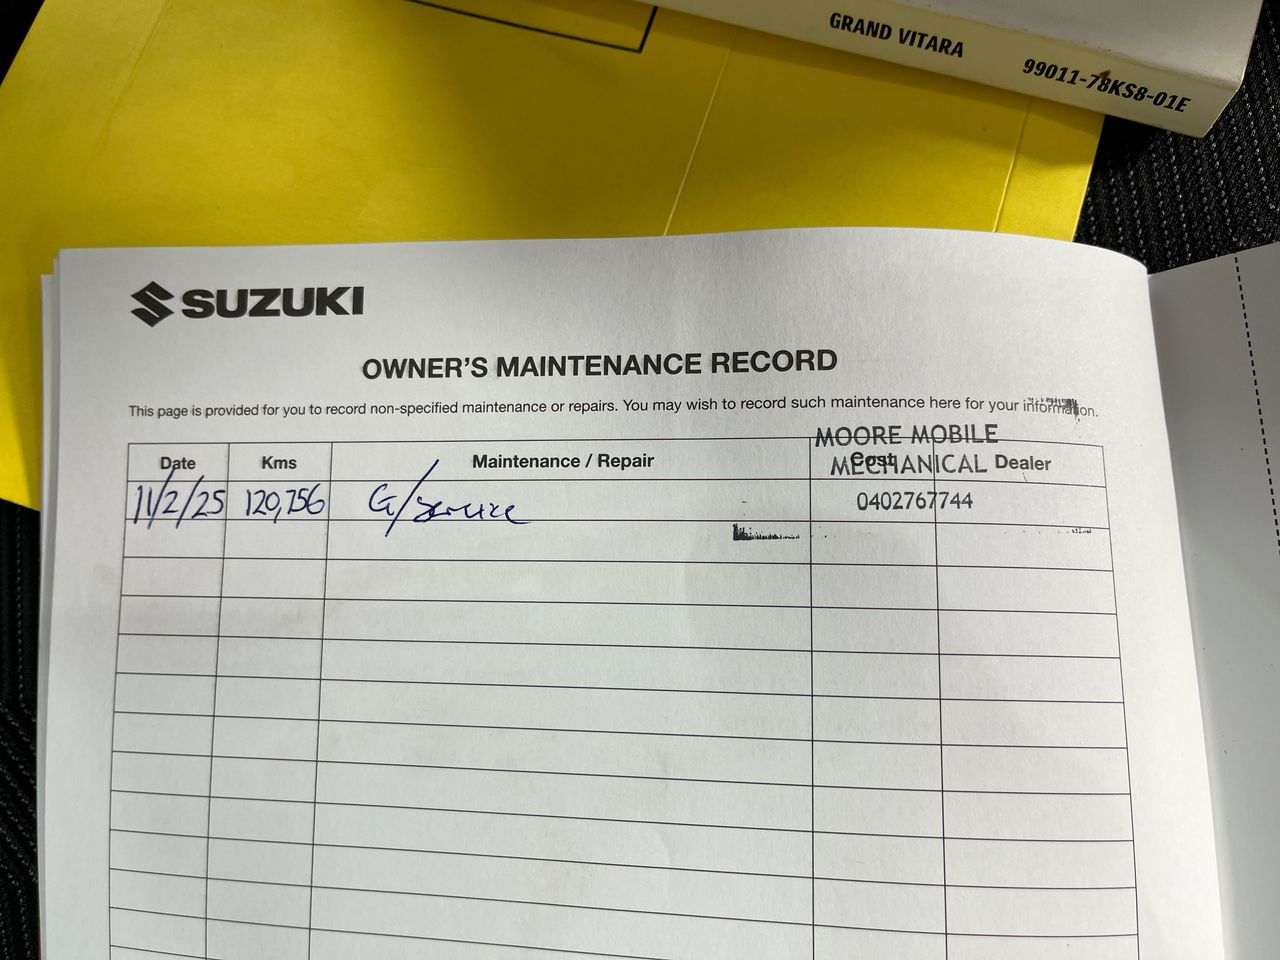 GRAND VITARA 99011-78KS8-01E
SUZUKI
OWNER'S MAINTENANCE RECORD
This page is provided for you to record non-specified maintenance or repairs. You may wish to record such maintenance here for your information.
MOORE MOBILE
MECHANICAL
0402767744
Date Kms Maintenance / Repair Cost Dealer
11/2/25 120,756 G/Service